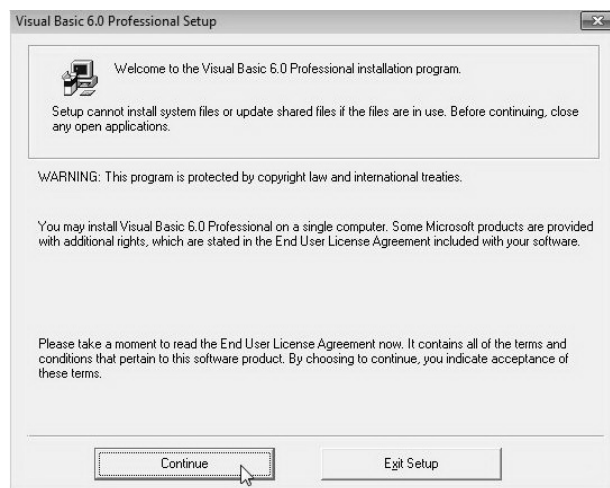 Visual Basic 6.0 Professional Setup
Welcome to the Visual Basic 6.0 Professional installation program.
Setup cannot install system files or update shared files if the files are in use. Before continuing, close
any open applications.
WARNING: This program is protected by copyright law and international treaties.
You may install Visual Basic 6.0 Professional on a single computer. Some Microsoft products are provided
with additional rights, which are stated in the End User License Agreement included with your software.
Please take a moment to read the End User License Agreement now. It contains all of the terms and
conditions that pertain to this software product. By choosing to continue, you indicate acceptance of
these terms.
Continue
Exit Setup